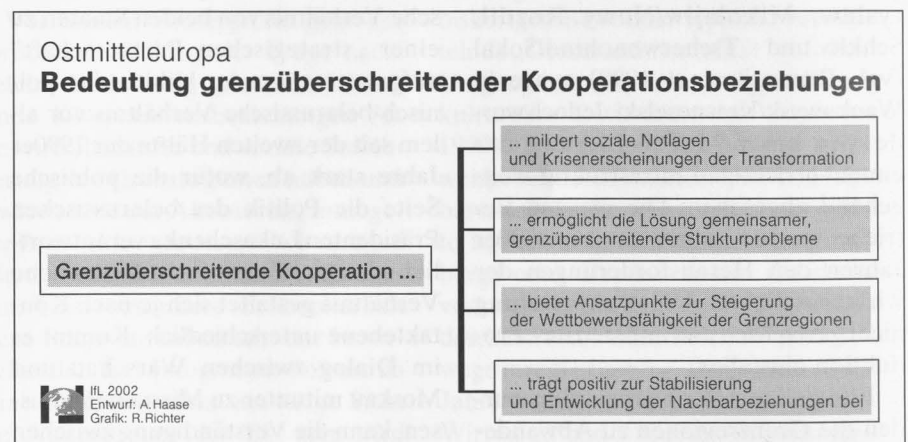 Ostmitteleuropa
Bedeutung grenzüberschreitender Kooperationsbeziehungen
Grenzüberschreitende Kooperation ...
... mildert soziale Notlagen
und Krisenerscheinungen der Transformation
... ermöglicht die Lösung gemeinsamer,
grenzüberschreitender Strukturprobleme
... bietet Ansatzpunkte zur Steigerung
der Wettbewerbsfähigkeit der Grenzregionen
... trägt positiv zur Stabilisierung
und Entwicklung der Nachbarbeziehungen bei
IfL 2002
Entwurf: A. Haase
Grafik: R. Richter